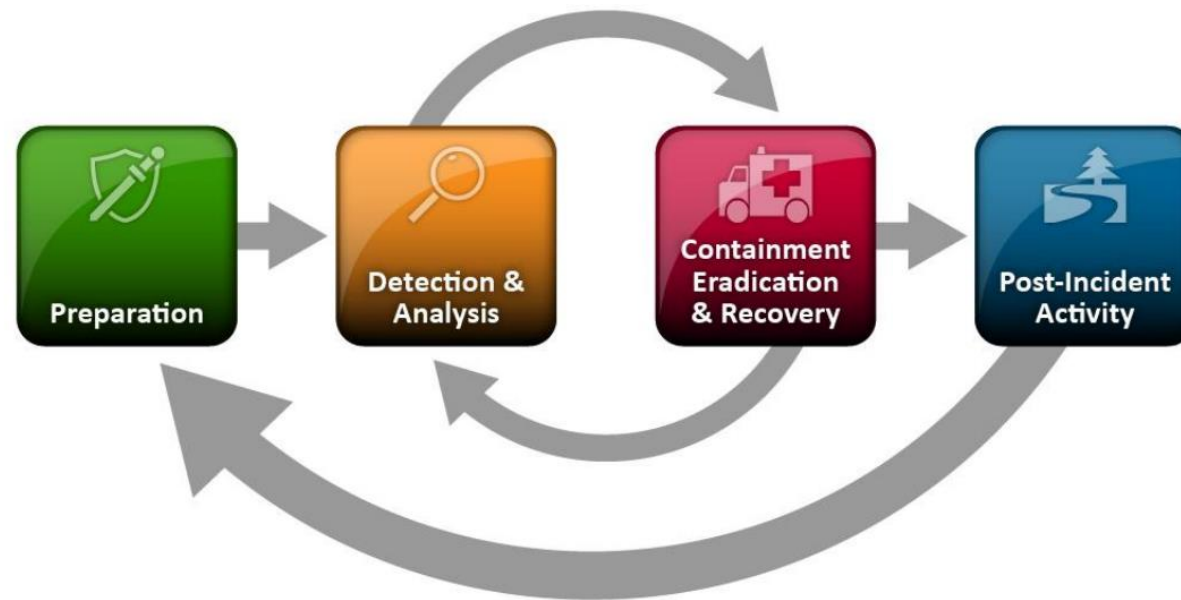 Preparation
Detection &
Analysis
Containment
Eradication
& Recovery
Post-Incident
Activity